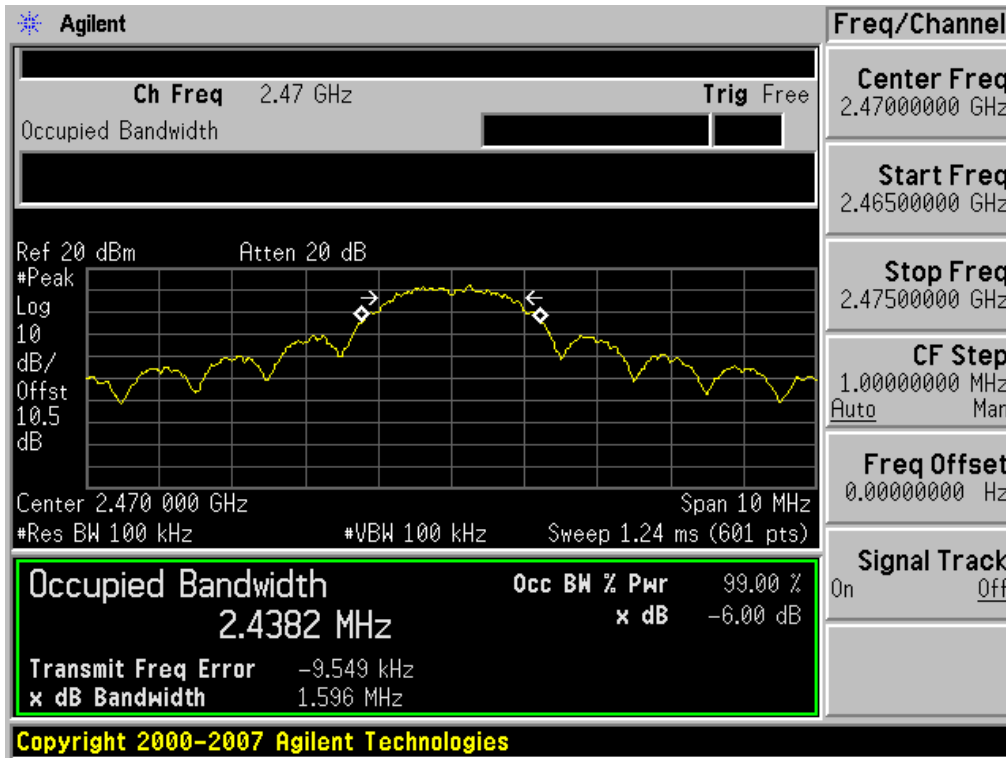 Agilent
Freq/Channel
Ch Freq 2.47 GHz Trig Free
Occupied Bandwidth
Center Freq
2.47000000 GHz
Start Freq
2.46500000 GHz
Stop Freq
2.47500000 GHz
CF Step
1.00000000 MHz
Auto Man
Freq Offset
0.00000000 Hz
Signal Track
On Off
Ref 20 dBm Atten 20 dB
#Peak
Log
10
dB/
Offst
10.5
dB
Center 2.470 000 GHz Span 10 MHz
#Res BW 100 kHz #VBW 100 kHz Sweep 1.24 ms (601 pts)
Occupied Bandwidth
2.4382 MHz
Occ BW % Pwr 99.00 %
x dB -6.00 dB
Transmit Freq Error -9.549 kHz
x dB Bandwidth 1.596 MHz
Copyright 2000-2007 Agilent Technologies